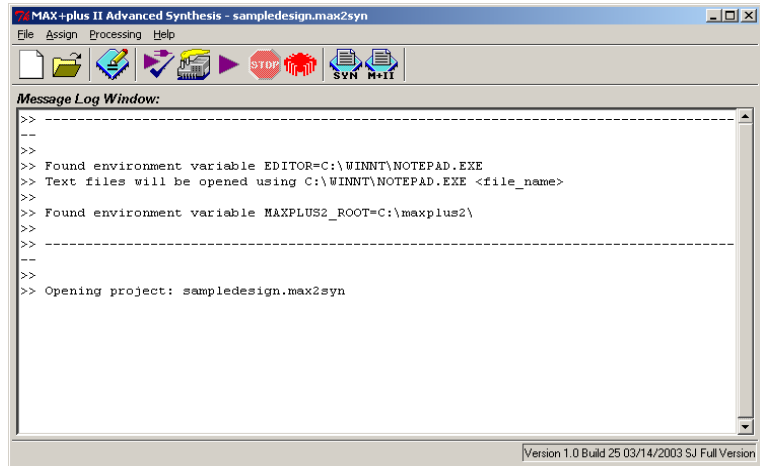 MAX+plus II Advanced Synthesis - sampledesign.max2syn
File Assign Processing Help
STOP SYN M+II
Message Log Window:
>> --------------------------------------------------------------------------------------
--
>>
>> Found environment variable EDITOR=C:\WINNT\NOTEPAD.EXE
>> Text files will be opened using C:\WINNT\NOTEPAD.EXE <file_name>
>>
>> Found environment variable MAXPLUS2_ROOT=C:\maxplus2\
>>
>> --------------------------------------------------------------------------------------
--
>>
>> Opening project: sampledesign.max2syn
Version 1.0 Build 25 03/14/2003 SJ Full Version